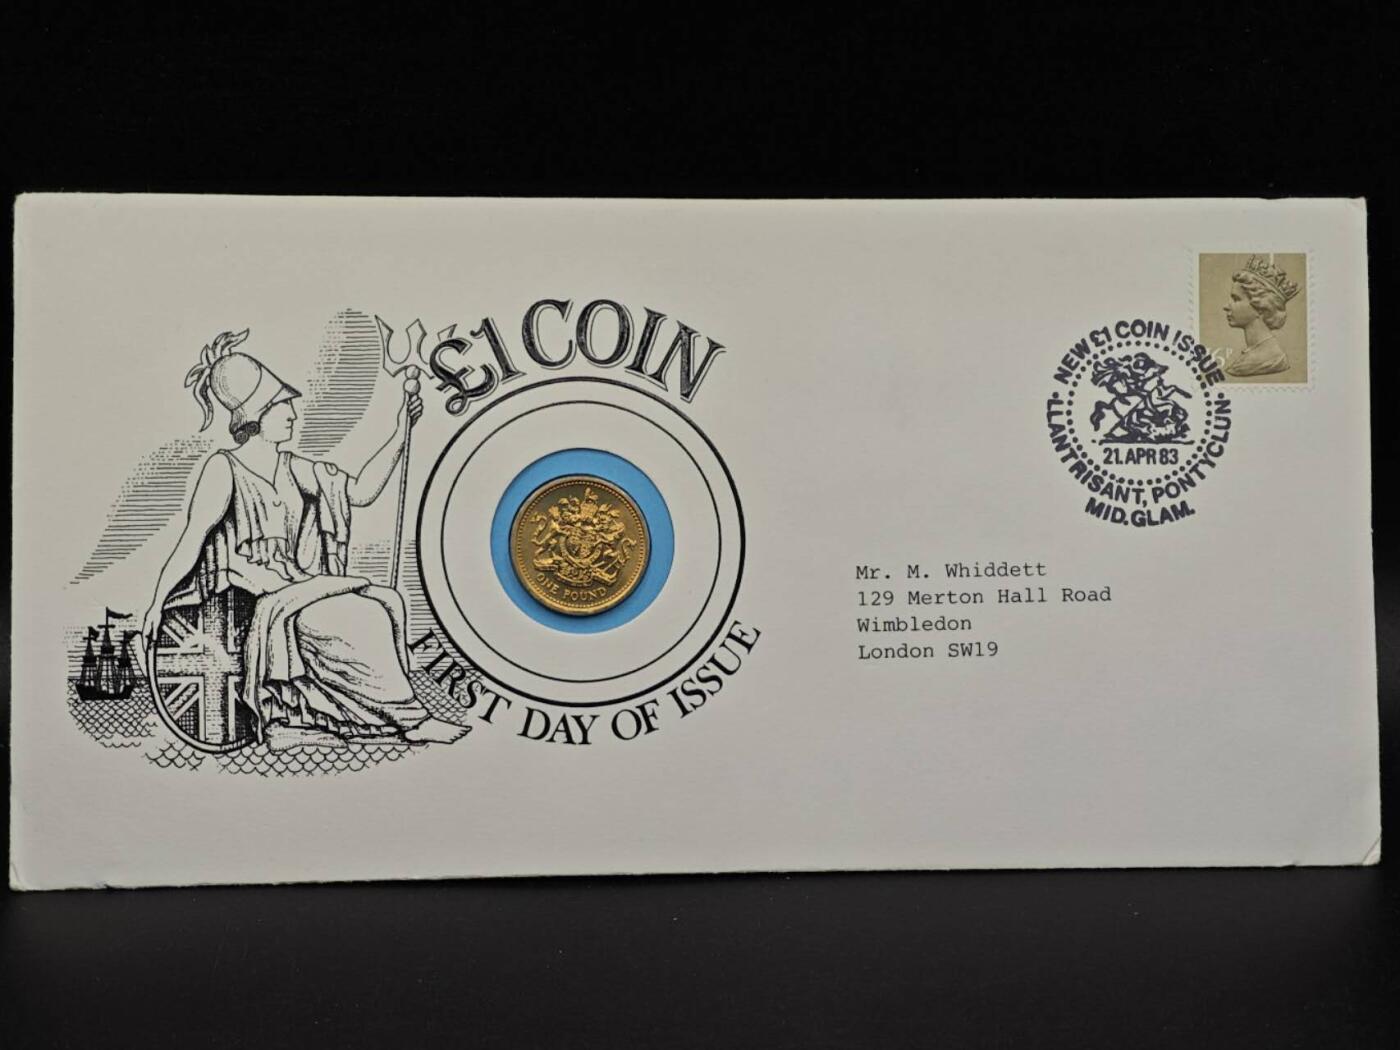 £1 COIN
ONE POUND
FIRST DAY OF ISSUE
NEW £1 COIN ISSUE
21.APR 83
LLANTRISANT, PONTYCLUN
MID.GLAM.
Mr. M. Whiddett
129 Merton Hall Road
Wimbledon
London SW19